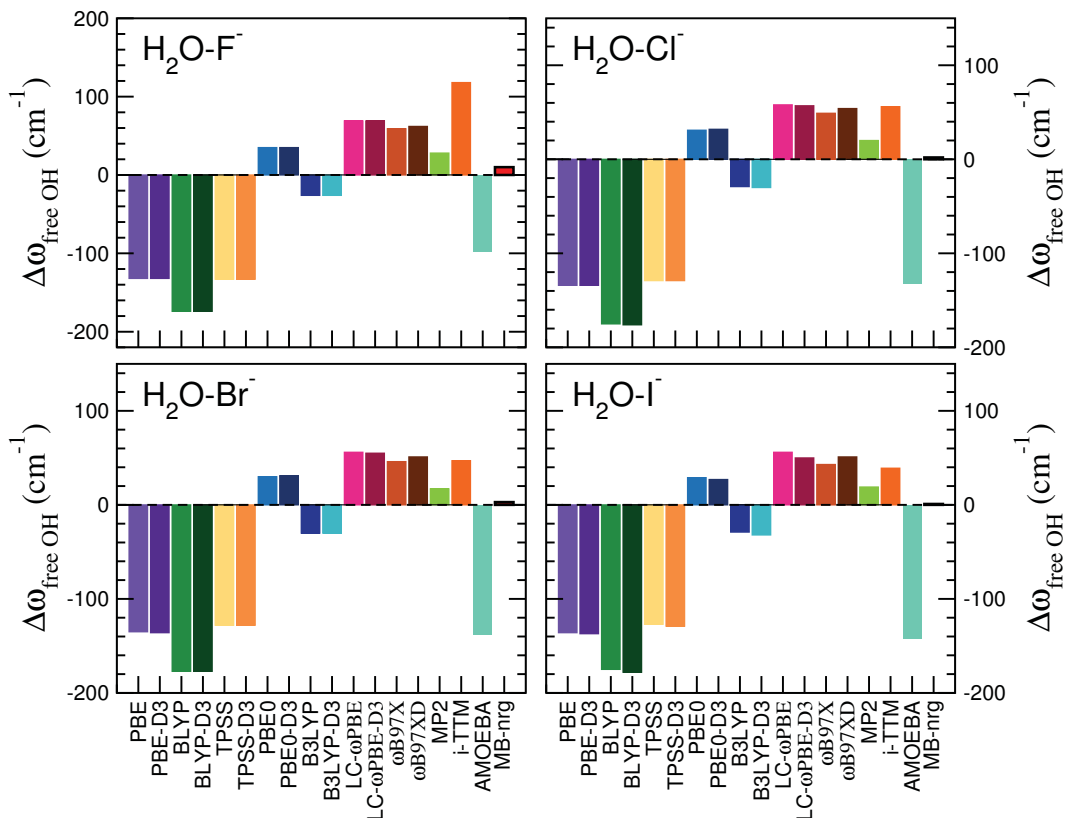 H₂O-F⁻
200
100
0
-100
-200
Δω_free OH (cm⁻¹)
H₂O-Cl⁻
100
0
-100
-200
Δω_free OH (cm⁻¹)
H₂O-Br⁻
100
0
-100
-200
Δω_free OH (cm⁻¹)
H₂O-I⁻
100
0
-100
-200
Δω_free OH (cm⁻¹)
PBE
PBE-D3
BLYP
BLYP-D3
TPSS
TPSS-D3
PBE0
PBE0-D3
B3LYP
B3LYP-D3
LC-ωPBE
LC-ωPBE-D3
ωB97X
ωB97XD
MP2
i-TTM
AMOEBA
MB-nrg
PBE
PBE-D3
BLYP
BLYP-D3
TPSS
TPSS-D3
PBE0
PBE0-D3
B3LYP
B3LYP-D3
LC-ωPBE
LC-ωPBE-D3
ωB97X
ωB97XD
MP2
i-TTM
AMOEBA
MB-nrg